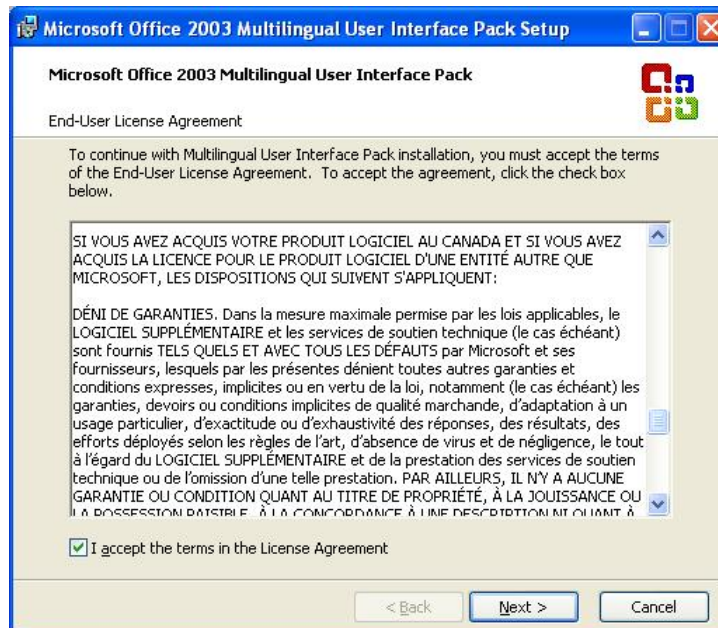 Microsoft Office 2003 Multilingual User Interface Pack Setup
Microsoft Office 2003 Multilingual User Interface Pack
End-User License Agreement
To continue with Multilingual User Interface Pack installation, you must accept the terms
of the End-User License Agreement.  To accept the agreement, click the check box
below.
SI VOUS AVEZ ACQUIS VOTRE PRODUIT LOGICIEL AU CANADA ET SI VOUS AVEZ
ACQUIS LA LICENCE POUR LE PRODUIT LOGICIEL D'UNE ENTITÉ AUTRE QUE
MICROSOFT, LES DISPOSITIONS QUI SUIVENT S'APPLIQUENT:
DÉNI DE GARANTIES. Dans la mesure maximale permise par les lois applicables, le
LOGICIEL SUPPLÉMENTAIRE et les services de soutien technique (le cas échéant)
sont fournis TELS QUELS ET AVEC TOUS LES DÉFAUTS par Microsoft et ses
fournisseurs, lesquels par les présentes dénient toutes autres garanties et
conditions expresses, implicites ou en vertu de la loi, notamment (le cas échéant) les
garanties, devoirs ou conditions implicites de qualité marchande, d'adaptation à un
usage particulier, d'exactitude ou d'exhaustivité des réponses, des résultats, des
efforts déployés selon les règles de l'art, d'absence de virus et de négligence, le tout
à l'égard du LOGICIEL SUPPLÉMENTAIRE et de la prestation des services de soutien
technique ou de l'omission d'une telle prestation. PAR AILLEURS, IL N'Y A AUCUNE
GARANTIE OU CONDITION QUANT AU TITRE DE PROPRIÉTÉ, À LA JOUISSANCE OU
LA POSSESSION PAISIBLE, À LA CONCORDANCE À UNE DESCRIPTION NI QUANT À
I accept the terms in the License Agreement
< Back
Next >
Cancel